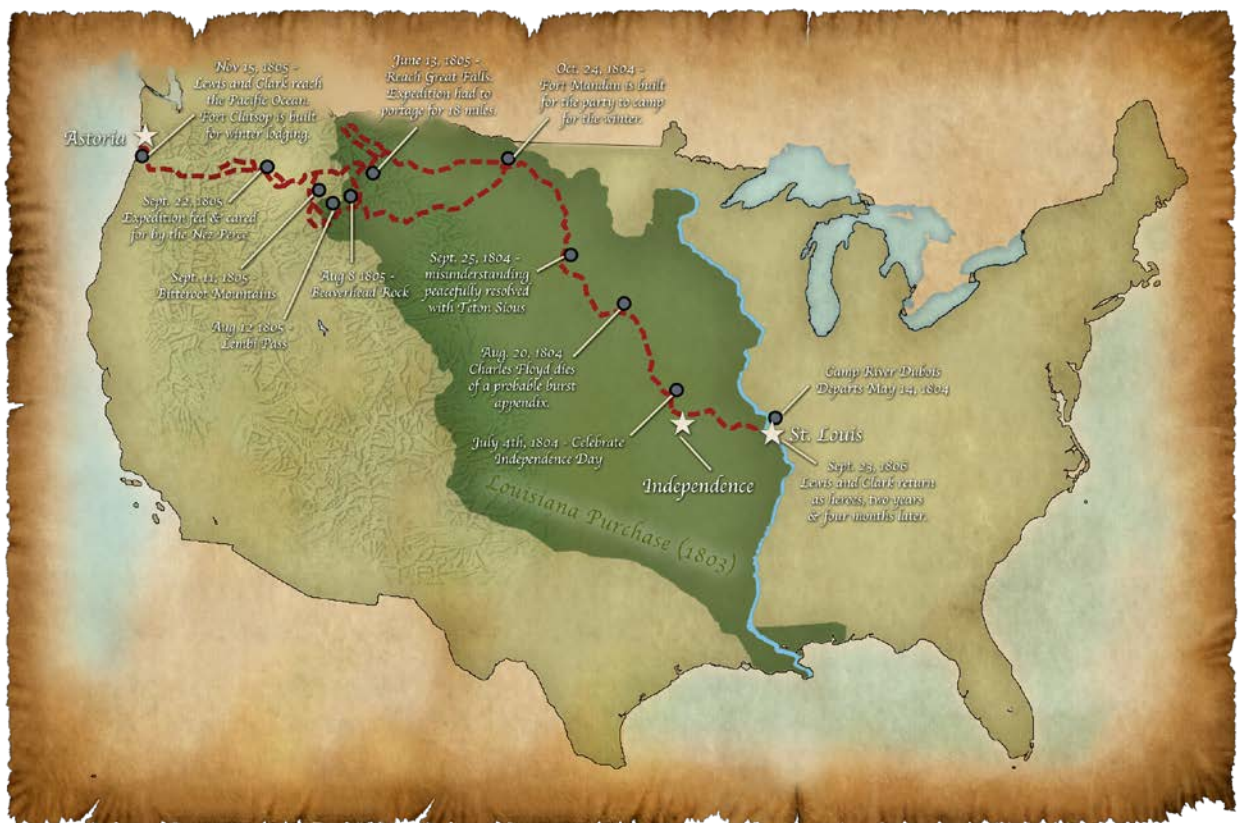 Nov 15, 1805 -
Lewis and Clark reach
the Pacific Ocean.
Fort Clatsop is built
for winter lodging.
June 13, 1805 -
Reach Great Falls.
Expedition had to
portage for 18 miles.
Oct. 24, 1804 -
Fort Mandan is built
for the party to camp
for the winter.
Astoria
Sept. 22, 1805
Expedition fed & cared
for by the Nez Perce
Sept. 11, 1805 -
Bitteroot Mountains
Aug 12 1805 -
Lembi Pass
Aug 8 1805 -
Beaverhead Rock
Sept. 25, 1804 -
misunderstanding
peacefully resolved
with Teton Sious
Aug. 20, 1804
Charles Floyd dies
of a probable burst
appendix.
July 4th, 1804 - Celebrate
Independence Day
Camp River Dubois
Departs May 14, 1804
St. Louis
Independence
Sept. 23, 1806
Lewis and Clark return
as heroes, two years
& four months later.
Louisiana Purchase (1803)